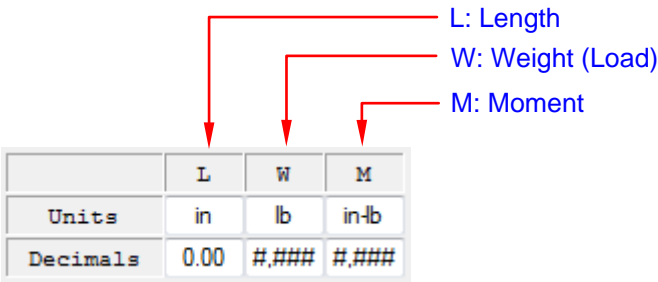 L: Length
W: Weight (Load)
M: Moment
L W M
Units in lb in-lb
Decimals 0.00 #,### #,###